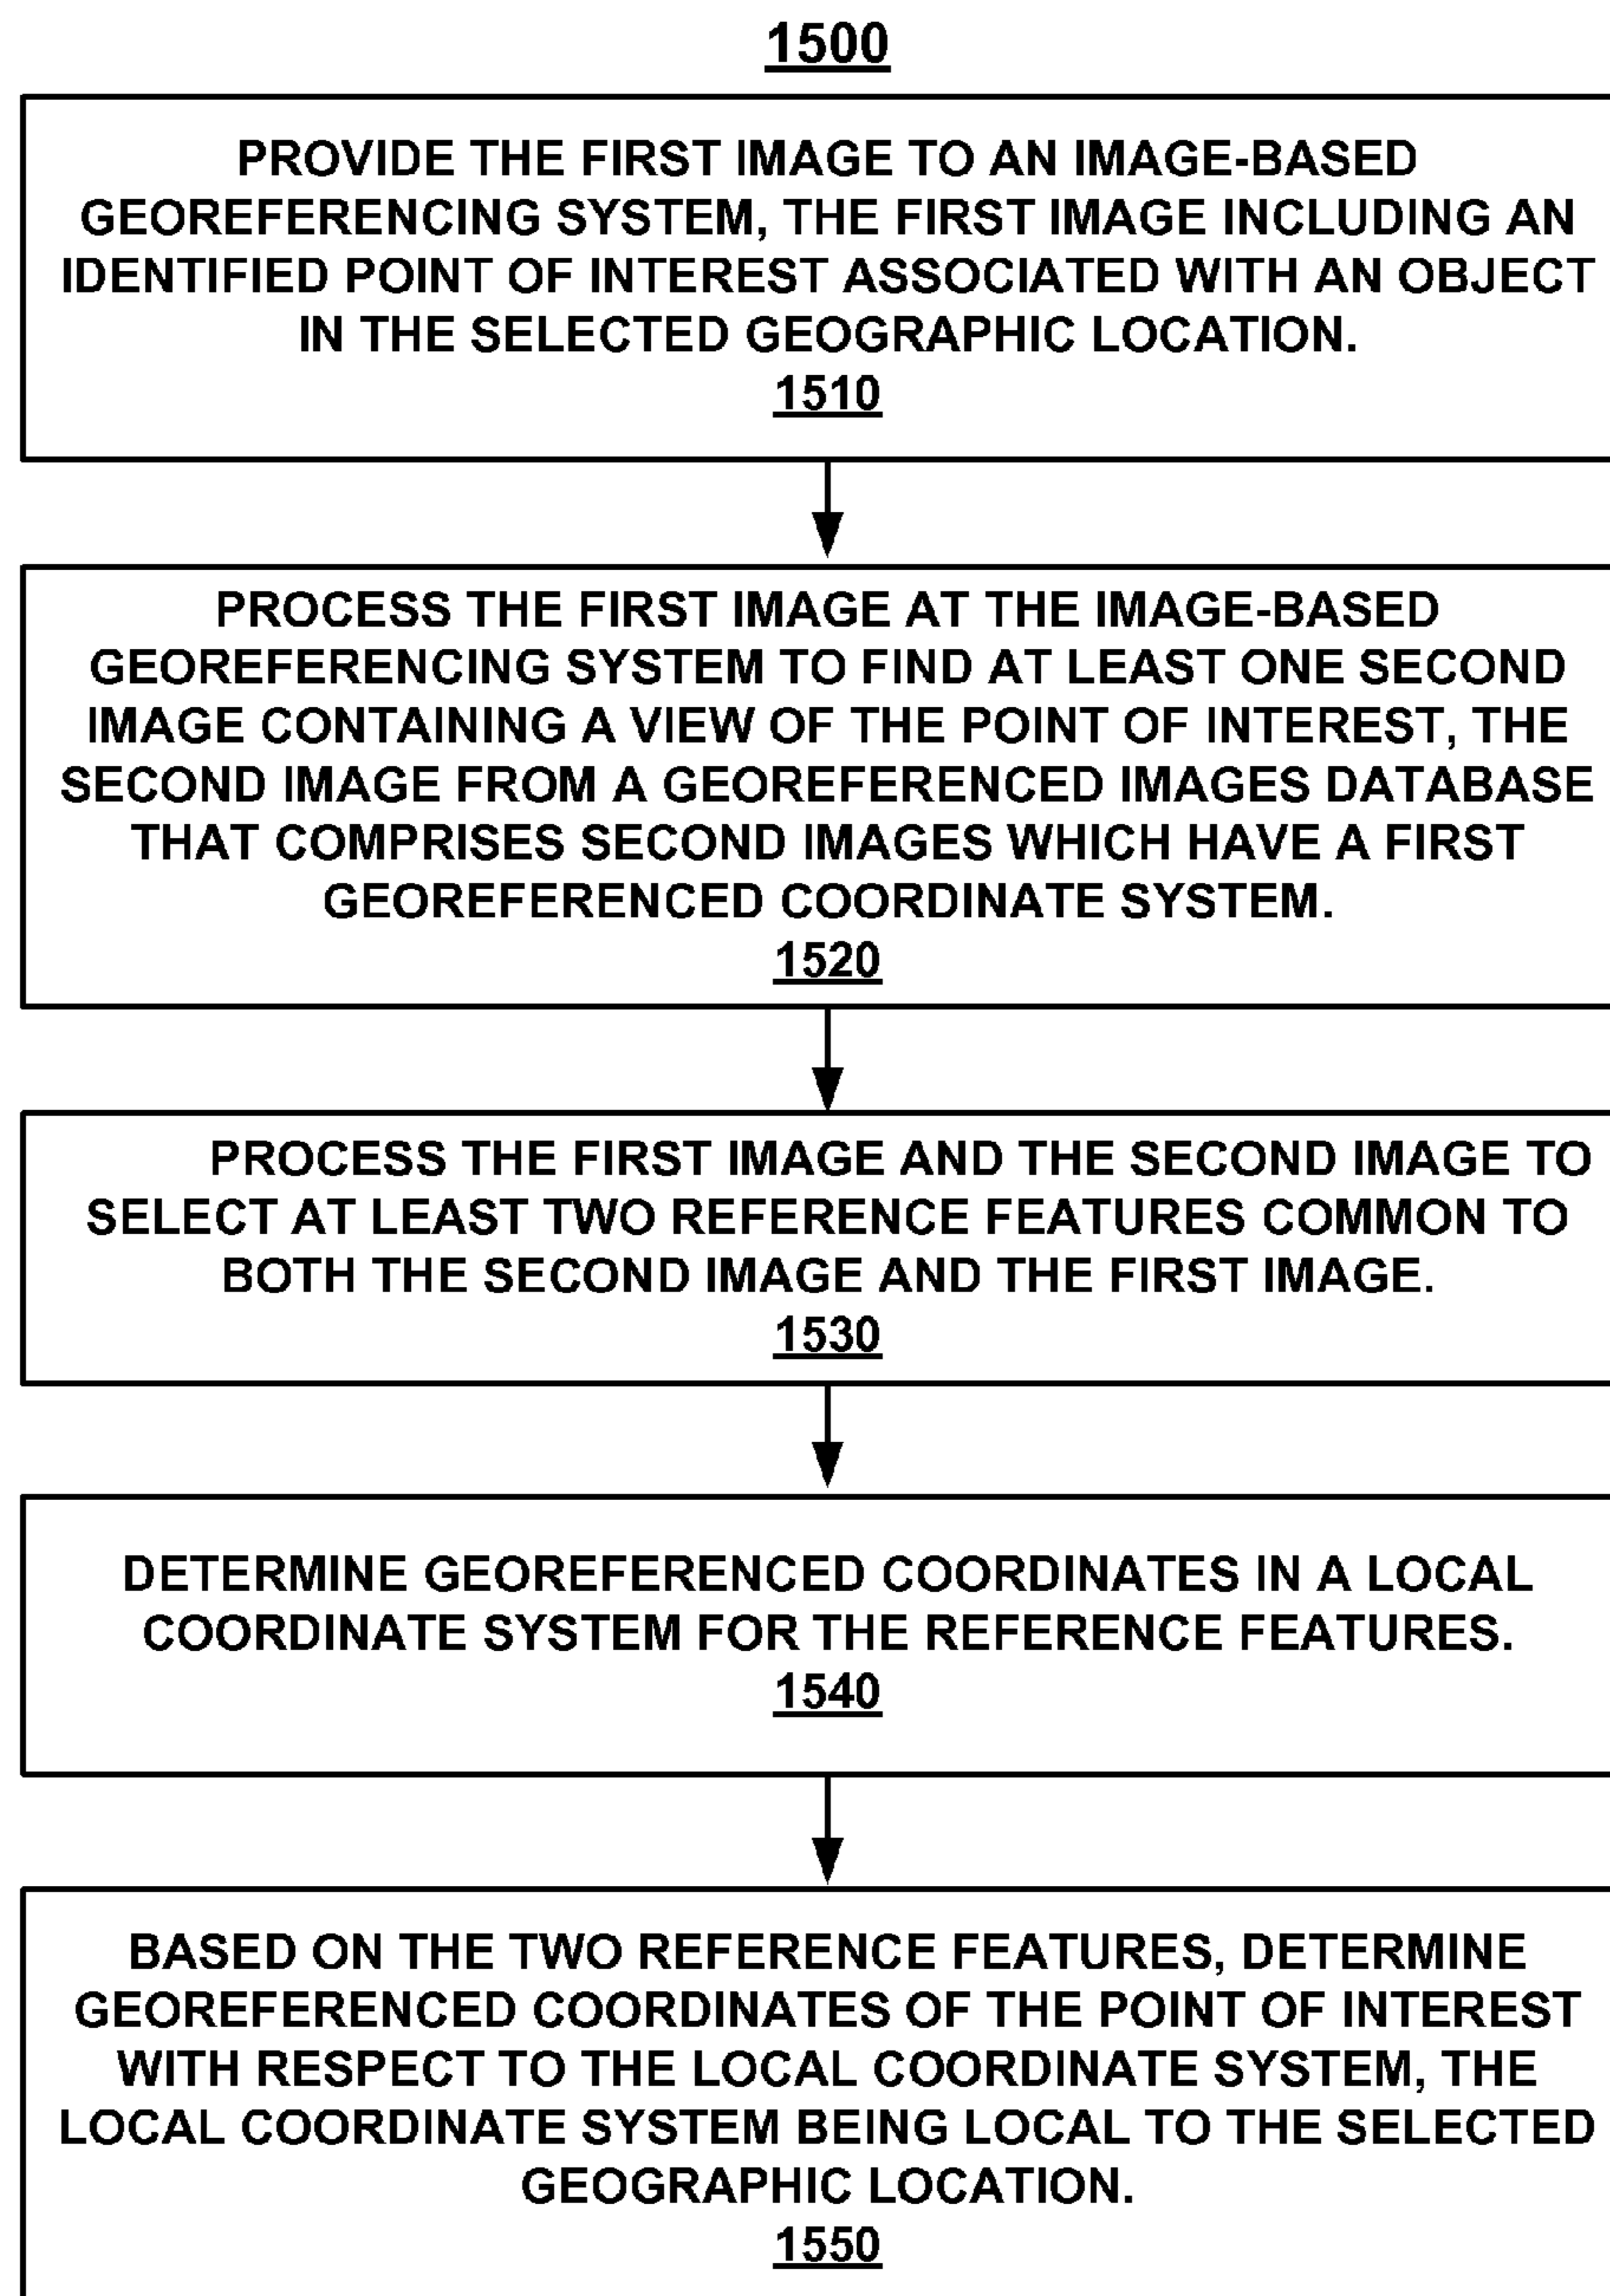 1500
PROVIDE THE FIRST IMAGE TO AN IMAGE-BASED
GEOREFERENCING SYSTEM, THE FIRST IMAGE INCLUDING AN
IDENTIFIED POINT OF INTEREST ASSOCIATED WITH AN OBJECT
IN THE SELECTED GEOGRAPHIC LOCATION.
1510
PROCESS THE FIRST IMAGE AT THE IMAGE-BASED
GEOREFERENCING SYSTEM TO FIND AT LEAST ONE SECOND
IMAGE CONTAINING A VIEW OF THE POINT OF INTEREST, THE
SECOND IMAGE FROM A GEOREFERENCED IMAGES DATABASE
THAT COMPRISES SECOND IMAGES WHICH HAVE A FIRST
GEOREFERENCED COORDINATE SYSTEM.
1520
PROCESS THE FIRST IMAGE AND THE SECOND IMAGE TO
SELECT AT LEAST TWO REFERENCE FEATURES COMMON TO
BOTH THE SECOND IMAGE AND THE FIRST IMAGE.
1530
DETERMINE GEOREFERENCED COORDINATES IN A LOCAL
COORDINATE SYSTEM FOR THE REFERENCE FEATURES.
1540
BASED ON THE TWO REFERENCE FEATURES, DETERMINE
GEOREFERENCED COORDINATES OF THE POINT OF INTEREST
WITH RESPECT TO THE LOCAL COORDINATE SYSTEM, THE
LOCAL COORDINATE SYSTEM BEING LOCAL TO THE SELECTED
GEOGRAPHIC LOCATION.
1550